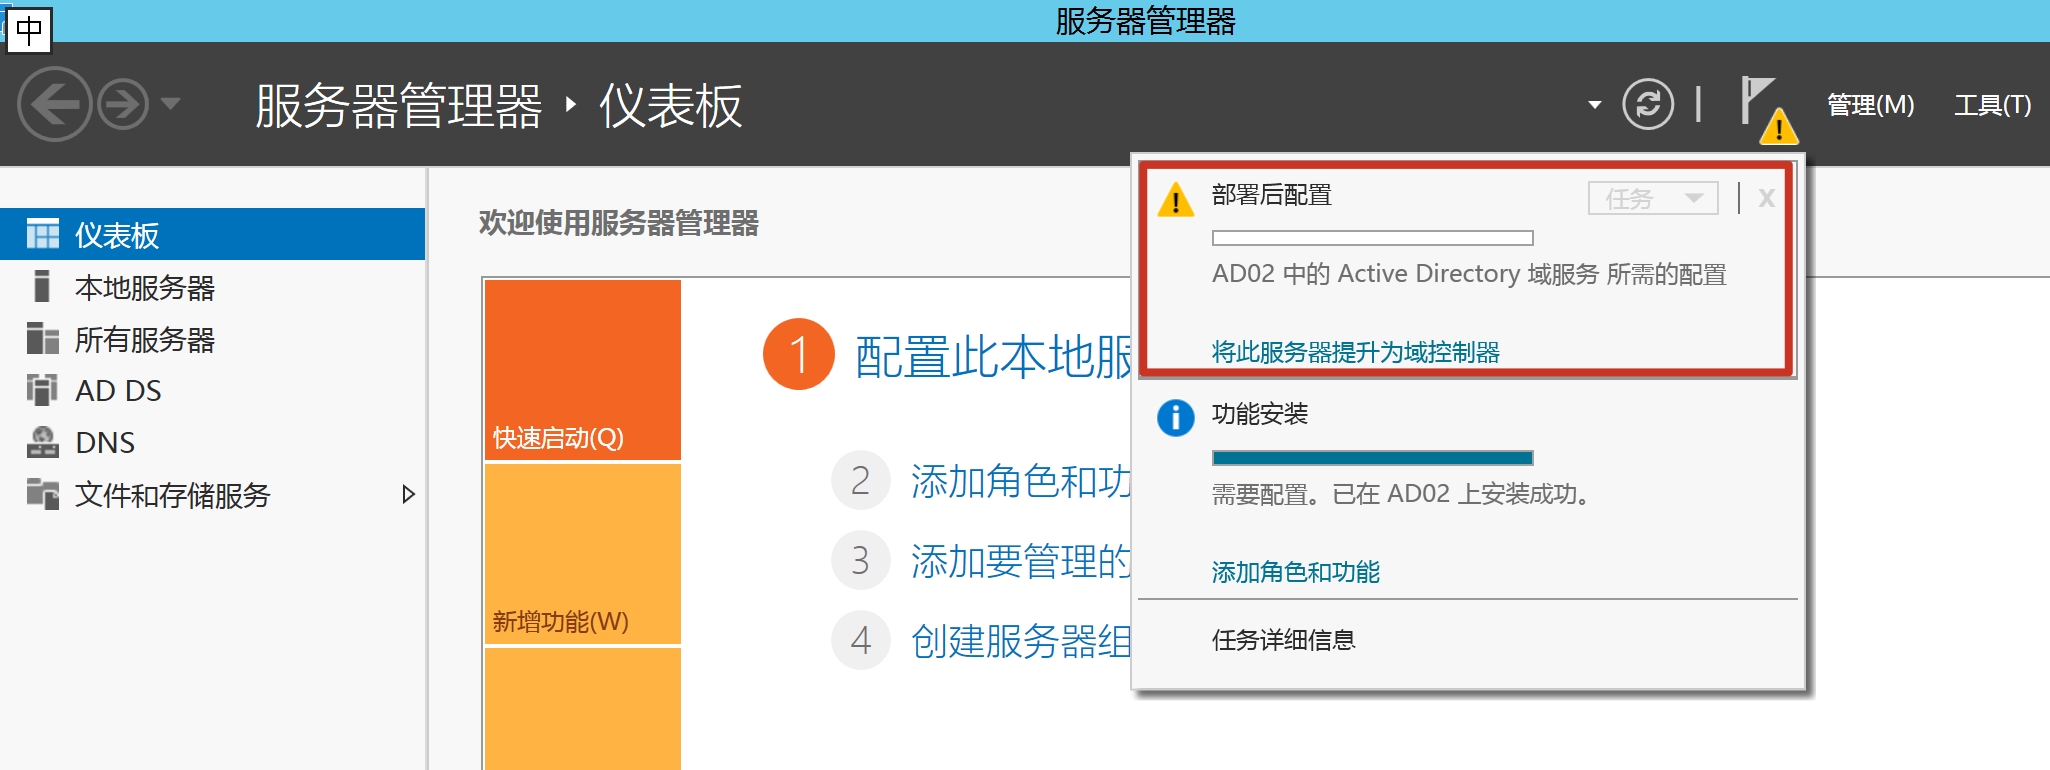 服务器管理器
中
服务器管理器 ‣ 仪表板
管理(M)
工具(T)
仪表板
本地服务器
所有服务器
AD DS
DNS
文件和存储服务
欢迎使用服务器管理器
快速启动(Q)
新增功能(W)
1 配置此本地服
2 添加角色和功
3 添加要管理的
4 创建服务器组
部署后配置
任务
x
AD02 中的 Active Directory 域服务 所需的配置
将此服务器提升为域控制器
功能安装
需要配置。已在 AD02 上安装成功。
添加角色和功能
任务详细信息